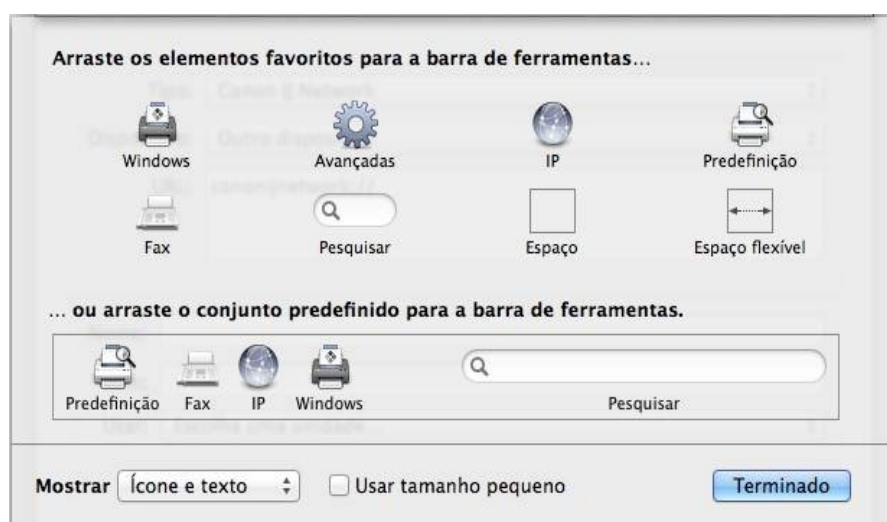 Arraste os elementos favoritos para a barra de ferramentas...
Windows Avançadas IP Predefinição
Fax Pesquisar Espaço Espaço flexível
... ou arraste o conjunto predefinido para a barra de ferramentas.
Predefinição Fax IP Windows Pesquisar
Mostrar Ícone e texto Usar tamanho pequeno Terminado